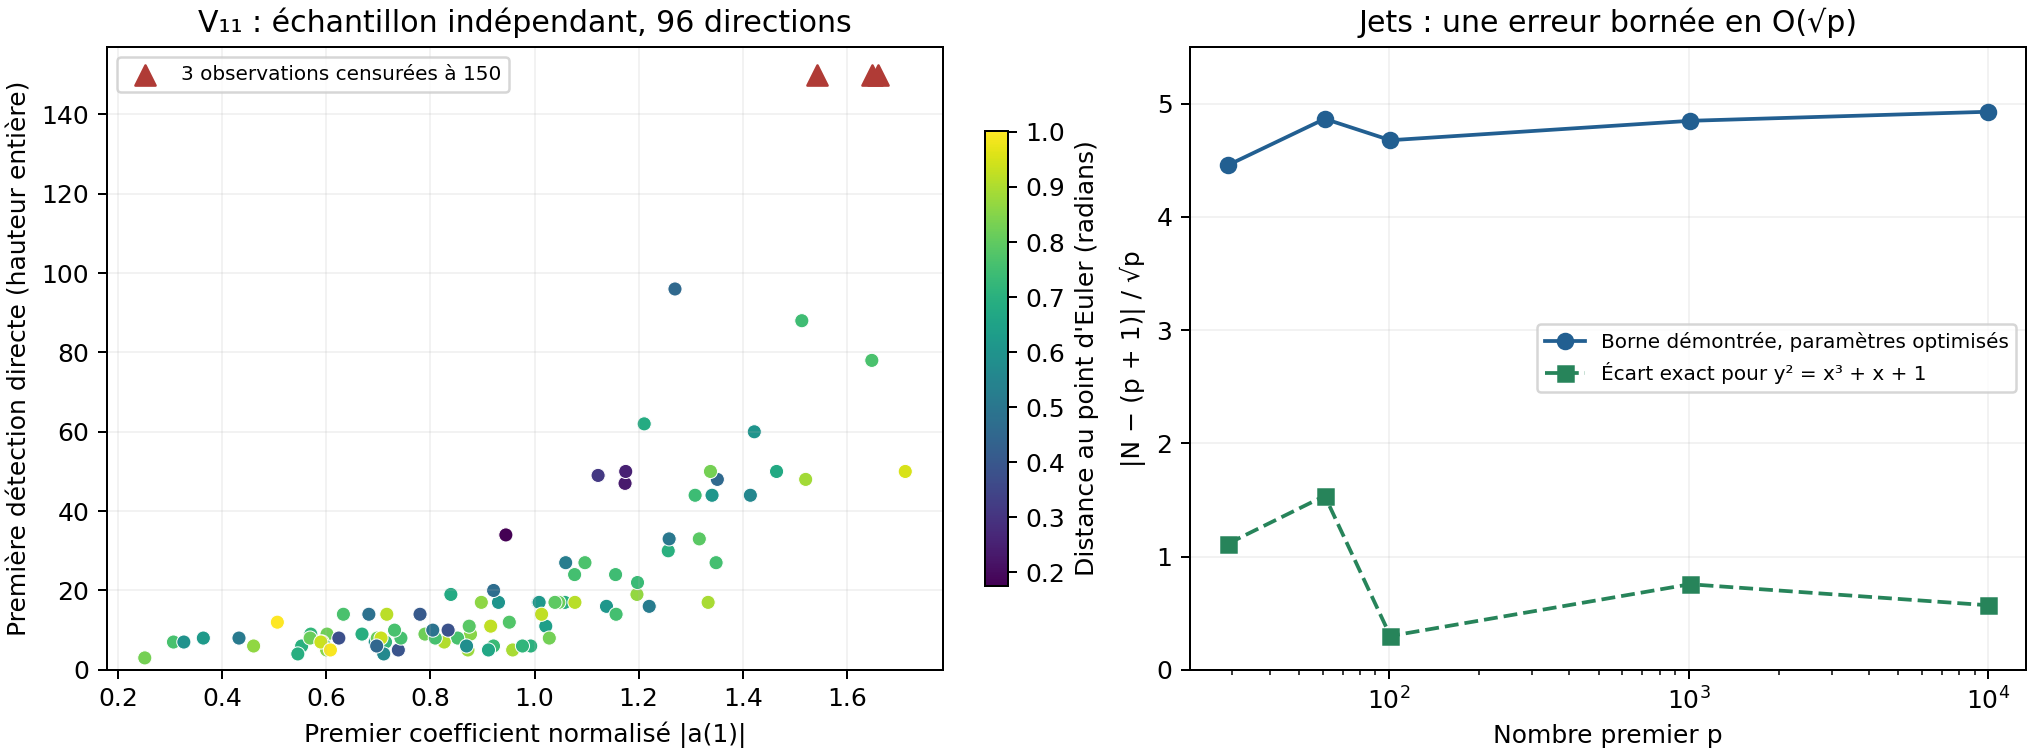 V₁₁ : échantillon indépendant, 96 directions
3 observations censurées à 150
Première détection directe (hauteur entière)
140
120
100
80
60
40
20
0
0.2 0.4 0.6 0.8 1.0 1.2 1.4 1.6
Premier coefficient normalisé |a(1)|
1.0
0.9
0.8
0.7
0.6
0.5
0.4
0.3
0.2
Distance au point d'Euler (radians)
Jets : une erreur bornée en O(√p)
|N − (p + 1)| / √p
5
4
3
2
1
0
Borne démontrée, paramètres optimisés
Écart exact pour y² = x³ + x + 1
10² 10³ 10⁴
Nombre premier p